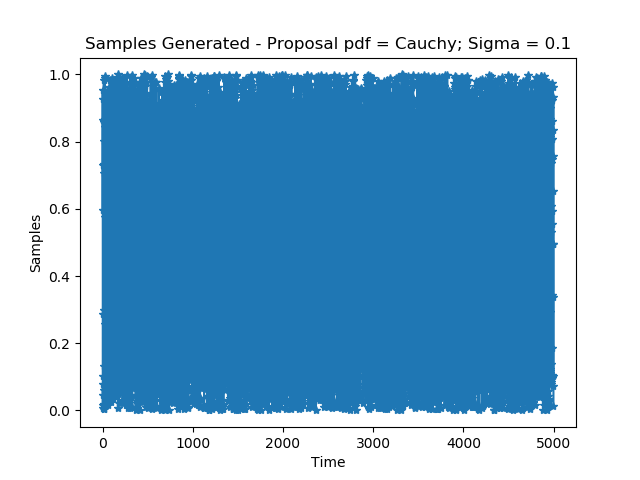 Samples Generated - Proposal pdf = Cauchy; Sigma = 0.1
1.0
0.8
0.6
0.4
0.2
0.0
Samples
0 1000 2000 3000 4000 5000
Time